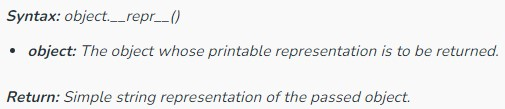 Syntax: object.__repr__()
• object: The object whose printable representation is to be returned.
Return: Simple string representation of the passed object.